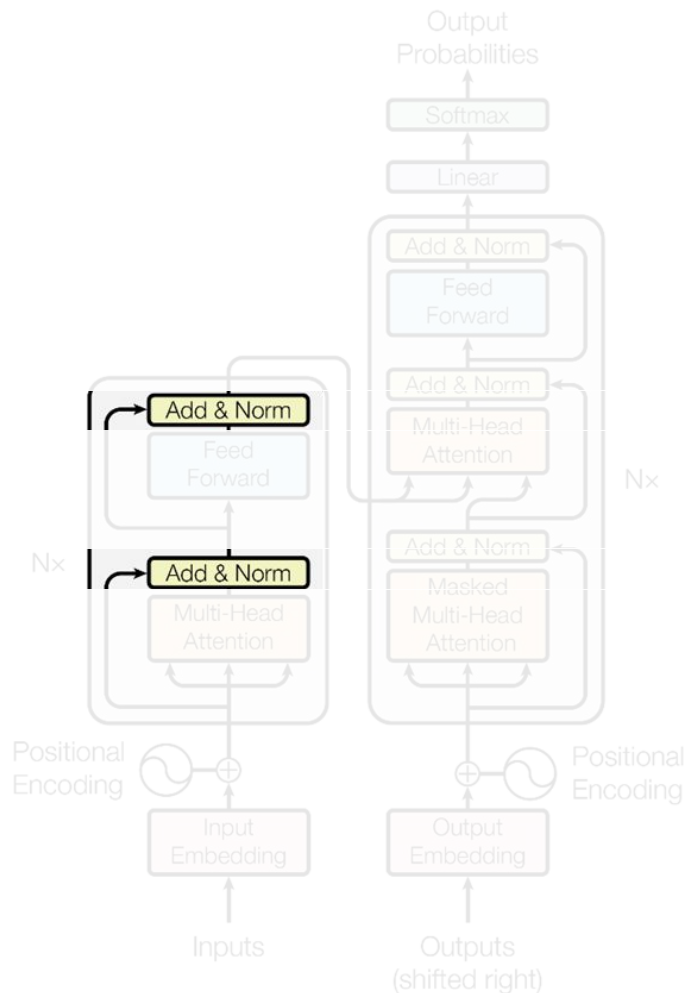 Output
Probabilities
Softmax
Linear
Add & Norm
Feed
Forward
Add & Norm
Multi-Head
Attention
Add & Norm
Masked
Multi-Head
Attention
N×
Add & Norm
Feed
Forward
Add & Norm
Multi-Head
Attention
N×
Positional
Encoding
Positional
Encoding
Input
Embedding
Output
Embedding
Inputs
Outputs
(shifted right)